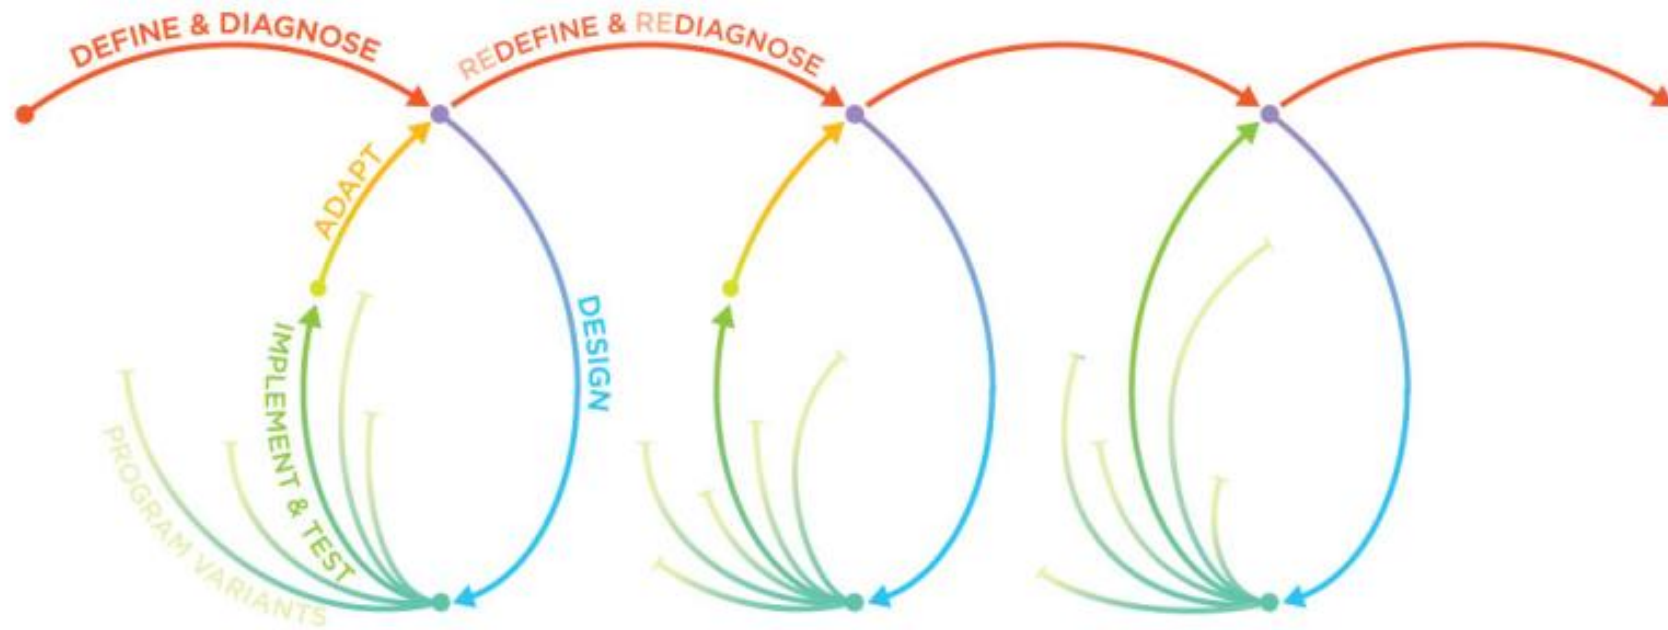 DEFINE & DIAGNOSE
REDEFINE & REDIAGNOSE
ADAPT
DESIGN
IMPLEMENT & TEST
PROGRAM VARIANTS